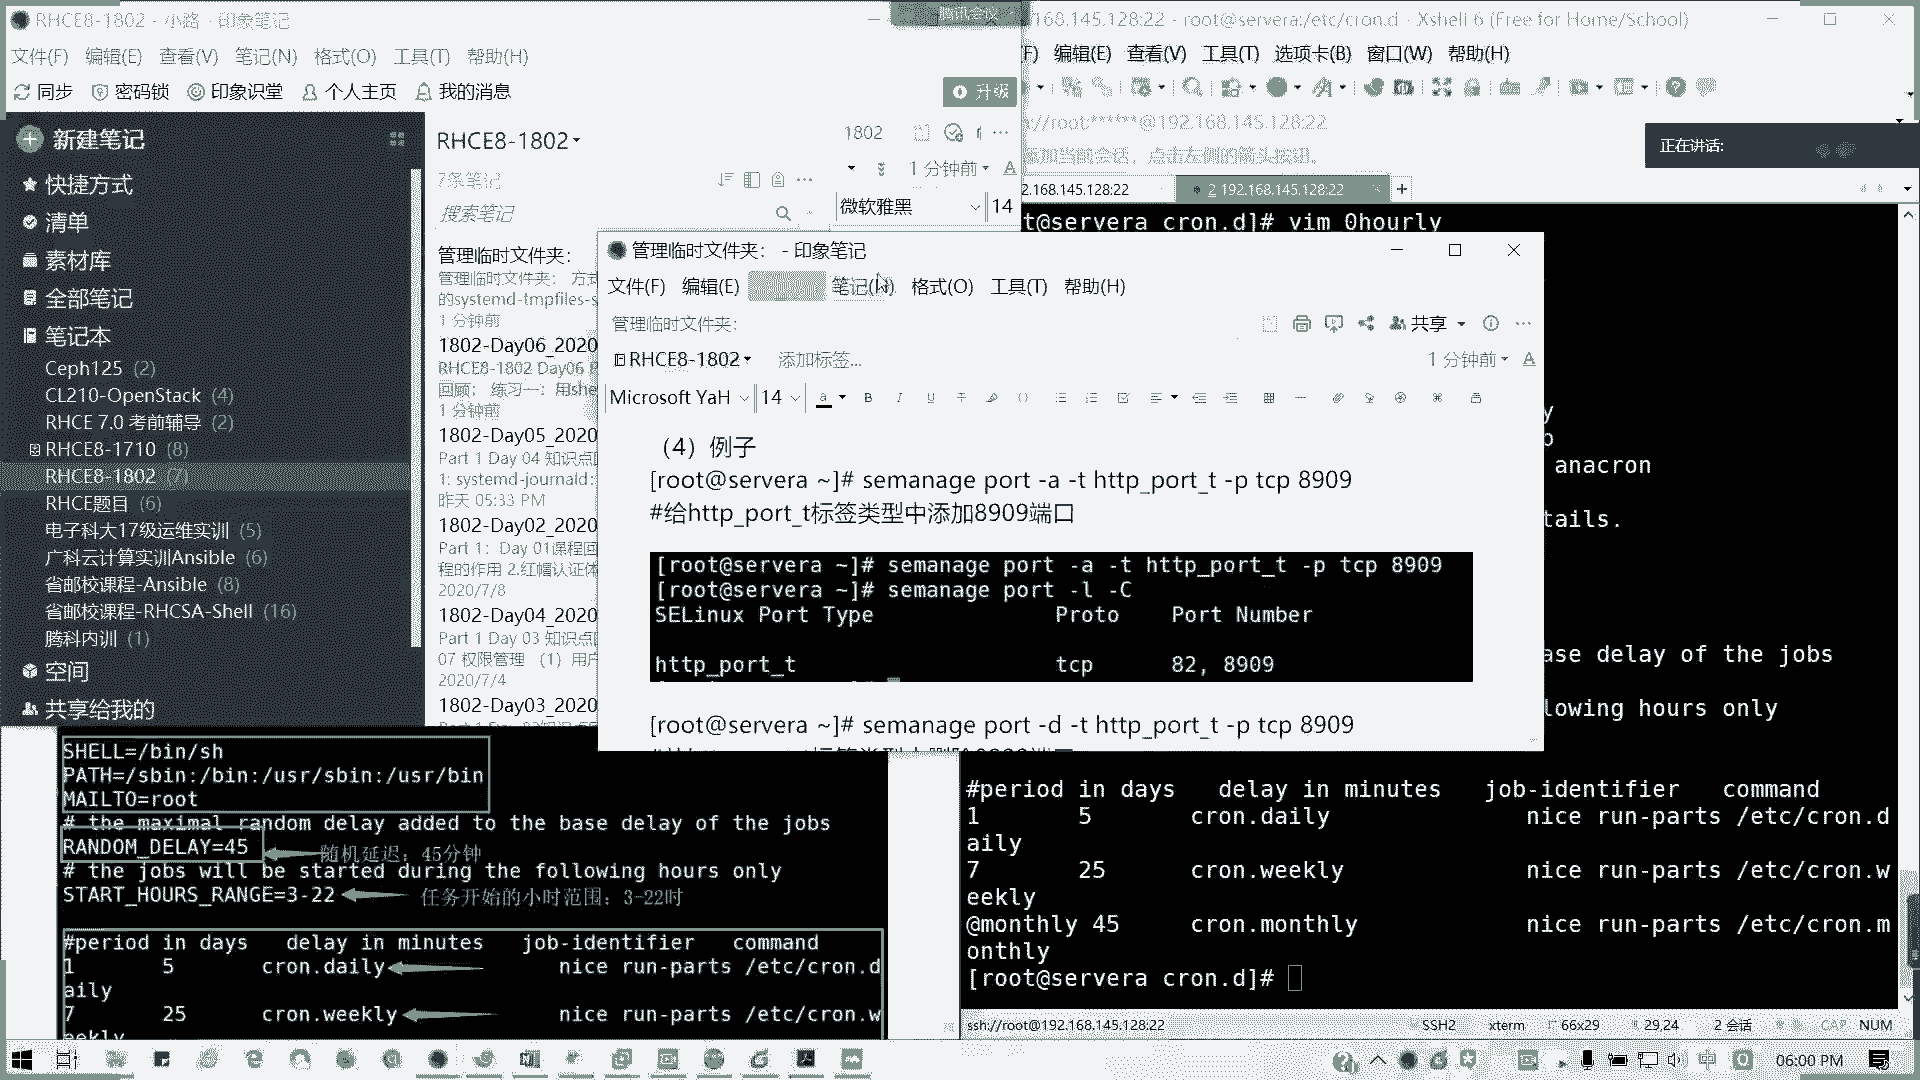 RHCE8-1802 - 小路 - 印象笔记
文件(F) 编辑(E) 查看(V) 笔记(N) 格式(O) 工具(T) 帮助(H)
同步 密码锁 印象识堂 个人主页 我的消息
升级
新建笔记
快捷方式
清单
素材库
全部笔记
笔记本
Ceph125 (2)
CL210-OpenStack (4)
RHCE 7.0 考前辅导 (2)
RHCE8-1710 (8)
RHCE8-1802 (7)
RHCE题目 (6)
电子科大17级运维实训 (5)
广科云计算实训Ansible (6)
省邮校课程-Ansible (8)
省邮校课程-RHCSA-Shell (16)
腾科内训 (1)
空间
共享给我的
RHCE8-1802
7条笔记
搜索笔记
管理临时文件夹：
管理临时文件夹： 方式
的systemd-tmpfiles-s
1 分钟前
1802-Day06_2020
RHCE8-1802 Day06
回顾： 练习一：用she
1 分钟前
1802-Day05_2020
Part 1 Day 04 知识点
1: systemd-journald:
昨天 05:33 PM
1802-Day02_2020
Part 1：Day 01课程
程的作用 2.红帽认证体
2020/7/8
1802-Day04_2020
Part 1 Day 03 知识点
07 权限管理 （1）用户
2020/7/4
1802-Day03_2020
1802
1 分钟前
微软雅黑 14
腾讯会议
168.145.128:22 - root@servera:/etc/cron.d - Xshell 6 (Free for Home/School)
F) 编辑(E) 查看(V) 工具(T) 选项卡(B) 窗口(W) 帮助(H)
//root:******@192.168.145.128:22
添加当前会话，点击左侧的箭头按钮。
正在讲话:
2.168.145.128:22
2 192.168.145.128:22
t@servera cron.d]# vim 0hourly
anacron
tails.
ase delay of the jobs
lowing hours only
#period in days delay in minutes job-identifier command
1 5 cron.daily nice run-parts /etc/cron.d
aily
7 25 cron.weekly nice run-parts /etc/cron.w
eekly
@monthly 45 cron.monthly nice run-parts /etc/cron.m
onthly
[root@servera cron.d]#
ssh://root@192.168.145.128:22 SSH2 xterm 66x29 29,24 2 会话 CAP NUM
管理临时文件夹： - 印象笔记
文件(F) 编辑(E) 笔记(N) 格式(O) 工具(T) 帮助(H)
管理临时文件夹：
共享
RHCE8-1802 添加标签...
1 分钟前
Microsoft YaH 14
（4）例子
[root@servera ~]# semanage port -a -t http_port_t -p tcp 8909
#给http_port_t标签类型中添加8909端口
[root@servera ~]# semanage port -a -t http_port_t -p tcp 8909
[root@servera ~]# semanage port -l -C
SELinux Port Type Proto Port Number
http_port_t tcp 82, 8909
[root@servera ~]# semanage port -d -t http_port_t -p tcp 8909
SHELL=/bin/sh
PATH=/sbin:/bin:/usr/sbin:/usr/bin
MAILTO=root
# the maximal random delay added to the base delay of the jobs
RANDOM_DELAY=45 随机延迟：45分钟
# the jobs will be started during the following hours only
START_HOURS_RANGE=3-22 任务开始的小时范围：3-22时
#period in days delay in minutes job-identifier command
1 5 cron.daily nice run-parts /etc/cron.d
aily
7 25 cron.weekly nice run-parts /etc/cron.w
eekly
06:00 PM